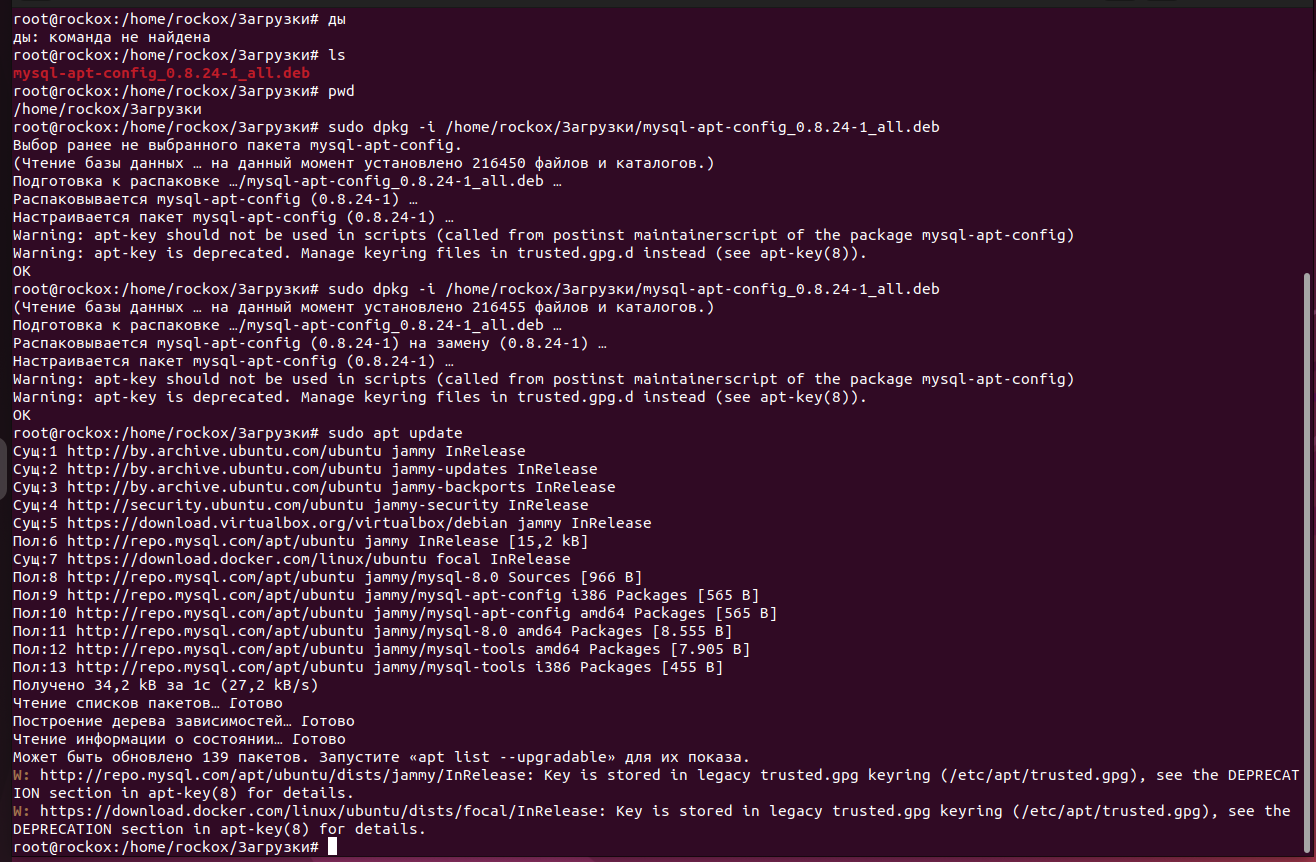 root@rockox:/home/rockox/Загрузки# ды
ды: команда не найдена
root@rockox:/home/rockox/Загрузки# ls
mysql-apt-config_0.8.24-1_all.deb
root@rockox:/home/rockox/Загрузки# pwd
/home/rockox/Загрузки
root@rockox:/home/rockox/Загрузки# sudo dpkg -i /home/rockox/Загрузки/mysql-apt-config_0.8.24-1_all.deb
Выбор ранее не выбранного пакета mysql-apt-config.
(Чтение базы данных … на данный момент установлено 216450 файлов и каталогов.)
Подготовка к распаковке …/mysql-apt-config_0.8.24-1_all.deb …
Распаковывается mysql-apt-config (0.8.24-1) …
Настраивается пакет mysql-apt-config (0.8.24-1) …
Warning: apt-key should not be used in scripts (called from postinst maintainerscript of the package mysql-apt-config)
Warning: apt-key is deprecated. Manage keyring files in trusted.gpg.d instead (see apt-key(8)).
OK
root@rockox:/home/rockox/Загрузки# sudo dpkg -i /home/rockox/Загрузки/mysql-apt-config_0.8.24-1_all.deb
(Чтение базы данных … на данный момент установлено 216455 файлов и каталогов.)
Подготовка к распаковке …/mysql-apt-config_0.8.24-1_all.deb …
Распаковывается mysql-apt-config (0.8.24-1) на замену (0.8.24-1) …
Настраивается пакет mysql-apt-config (0.8.24-1) …
Warning: apt-key should not be used in scripts (called from postinst maintainerscript of the package mysql-apt-config)
Warning: apt-key is deprecated. Manage keyring files in trusted.gpg.d instead (see apt-key(8)).
OK
root@rockox:/home/rockox/Загрузки# sudo apt update
Сущ:1 http://by.archive.ubuntu.com/ubuntu jammy InRelease
Сущ:2 http://by.archive.ubuntu.com/ubuntu jammy-updates InRelease
Сущ:3 http://by.archive.ubuntu.com/ubuntu jammy-backports InRelease
Сущ:4 http://security.ubuntu.com/ubuntu jammy-security InRelease
Сущ:5 https://download.virtualbox.org/virtualbox/debian jammy InRelease
Пол:6 http://repo.mysql.com/apt/ubuntu jammy InRelease [15,2 kB]
Сущ:7 https://download.docker.com/linux/ubuntu focal InRelease
Пол:8 http://repo.mysql.com/apt/ubuntu jammy/mysql-8.0 Sources [966 B]
Пол:9 http://repo.mysql.com/apt/ubuntu jammy/mysql-apt-config i386 Packages [565 B]
Пол:10 http://repo.mysql.com/apt/ubuntu jammy/mysql-apt-config amd64 Packages [565 B]
Пол:11 http://repo.mysql.com/apt/ubuntu jammy/mysql-8.0 amd64 Packages [8.555 B]
Пол:12 http://repo.mysql.com/apt/ubuntu jammy/mysql-tools amd64 Packages [7.905 B]
Пол:13 http://repo.mysql.com/apt/ubuntu jammy/mysql-tools i386 Packages [455 B]
Получено 34,2 kB за 1с (27,2 kB/s)
Чтение списков пакетов… Готово
Построение дерева зависимостей… Готово
Чтение информации о состоянии… Готово
Может быть обновлено 139 пакетов. Запустите «apt list --upgradable» для их показа.
W: http://repo.mysql.com/apt/ubuntu/dists/jammy/InRelease: Key is stored in legacy trusted.gpg keyring (/etc/apt/trusted.gpg), see the DEPRECAT
ION section in apt-key(8) for details.
W: https://download.docker.com/linux/ubuntu/dists/focal/InRelease: Key is stored in legacy trusted.gpg keyring (/etc/apt/trusted.gpg), see the
DEPRECATION section in apt-key(8) for details.
root@rockox:/home/rockox/Загрузки#